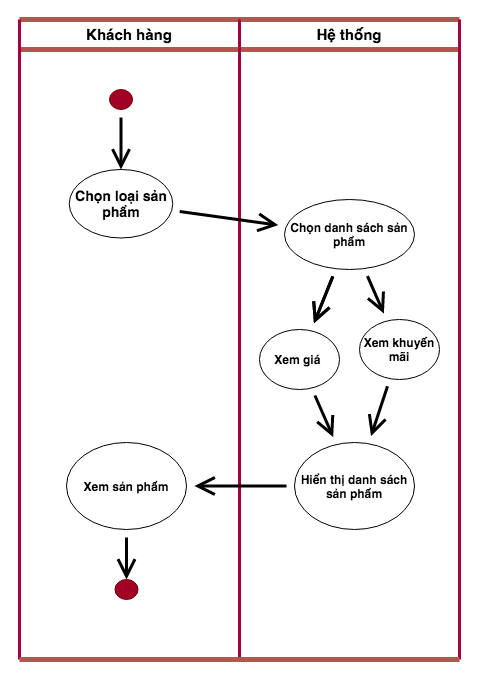 Khách hàng
Hệ thống
Chọn loại sản
phẩm
Chọn danh sách sản
phẩm
Xem giá
Xem khuyến
mãi
Xem sản phẩm
Hiển thị danh sách
sản phẩm